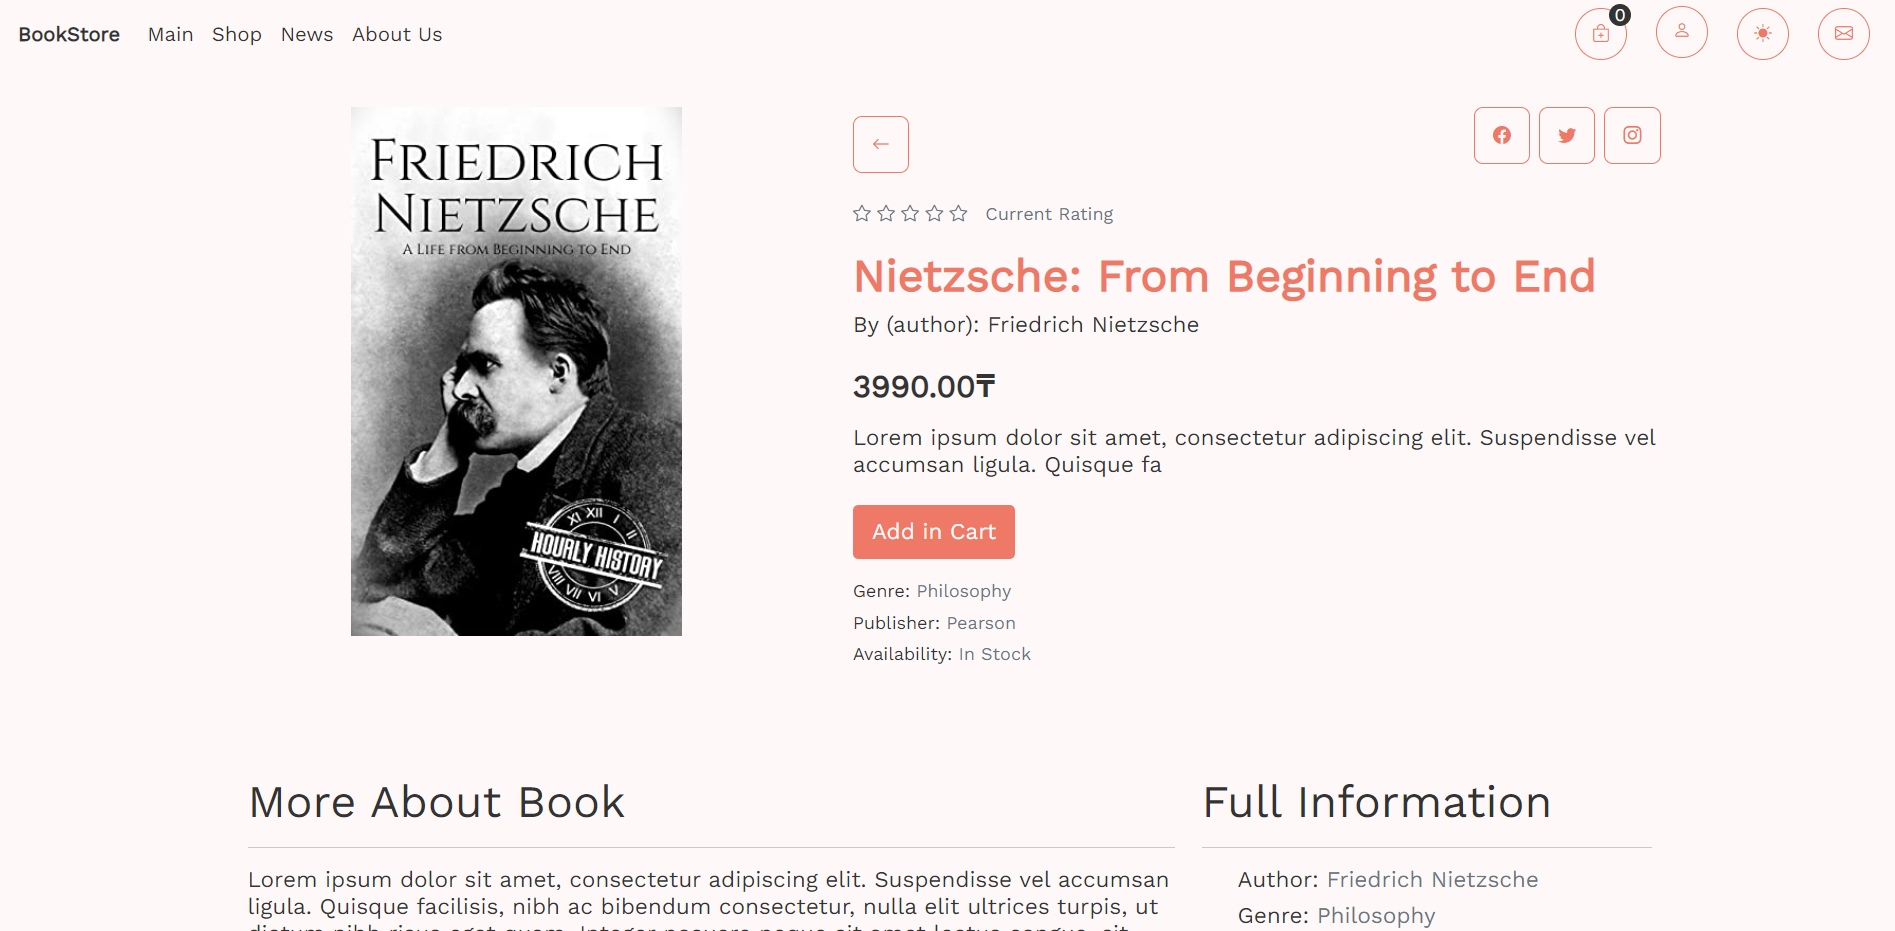 BookStore Main Shop News About Us
0
FRIEDRICH
NIETZSCHE
A LIFE FROM BEGINNING TO END
XI XII I II
HOURLY HISTORY
VIII VII VI V
Current Rating
Nietzsche: From Beginning to End
By (author): Friedrich Nietzsche
3990.00₸
Lorem ipsum dolor sit amet, consectetur adipiscing elit. Suspendisse vel
accumsan ligula. Quisque fa
Add in Cart
Genre: Philosophy
Publisher: Pearson
Availability: In Stock
More About Book
Lorem ipsum dolor sit amet, consectetur adipiscing elit. Suspendisse vel accumsan
ligula. Quisque facilisis, nibh ac bibendum consectetur, nulla elit ultrices turpis, ut
Full Information
Author: Friedrich Nietzsche
Genre: Philosophy